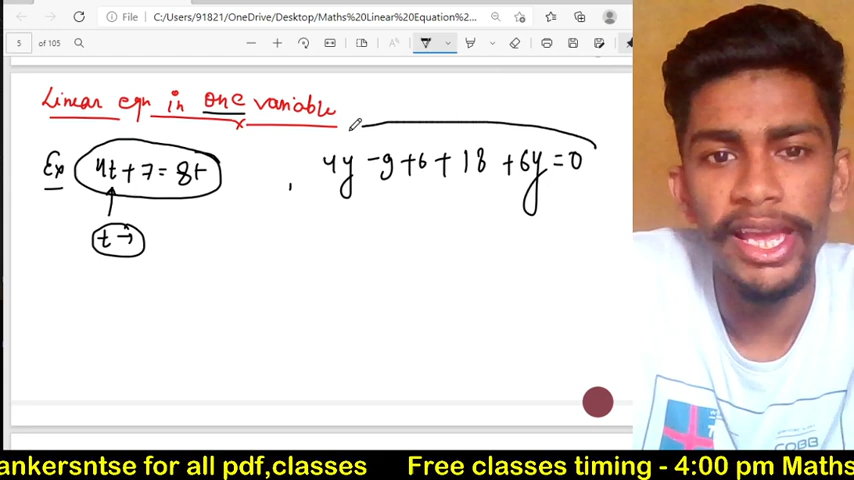 File C:/Users/91821/OneDrive/Desktop/Maths%20Linear%20Equation%2...
5 of 105
Linear eqn in one variable
Ex 4t + 7 = 8t , 4y - 9 + 6 + 18 + 6y = 0
t →
COBB
ankersntse for all pdf,classes Free classes timing - 4:00 pm Maths